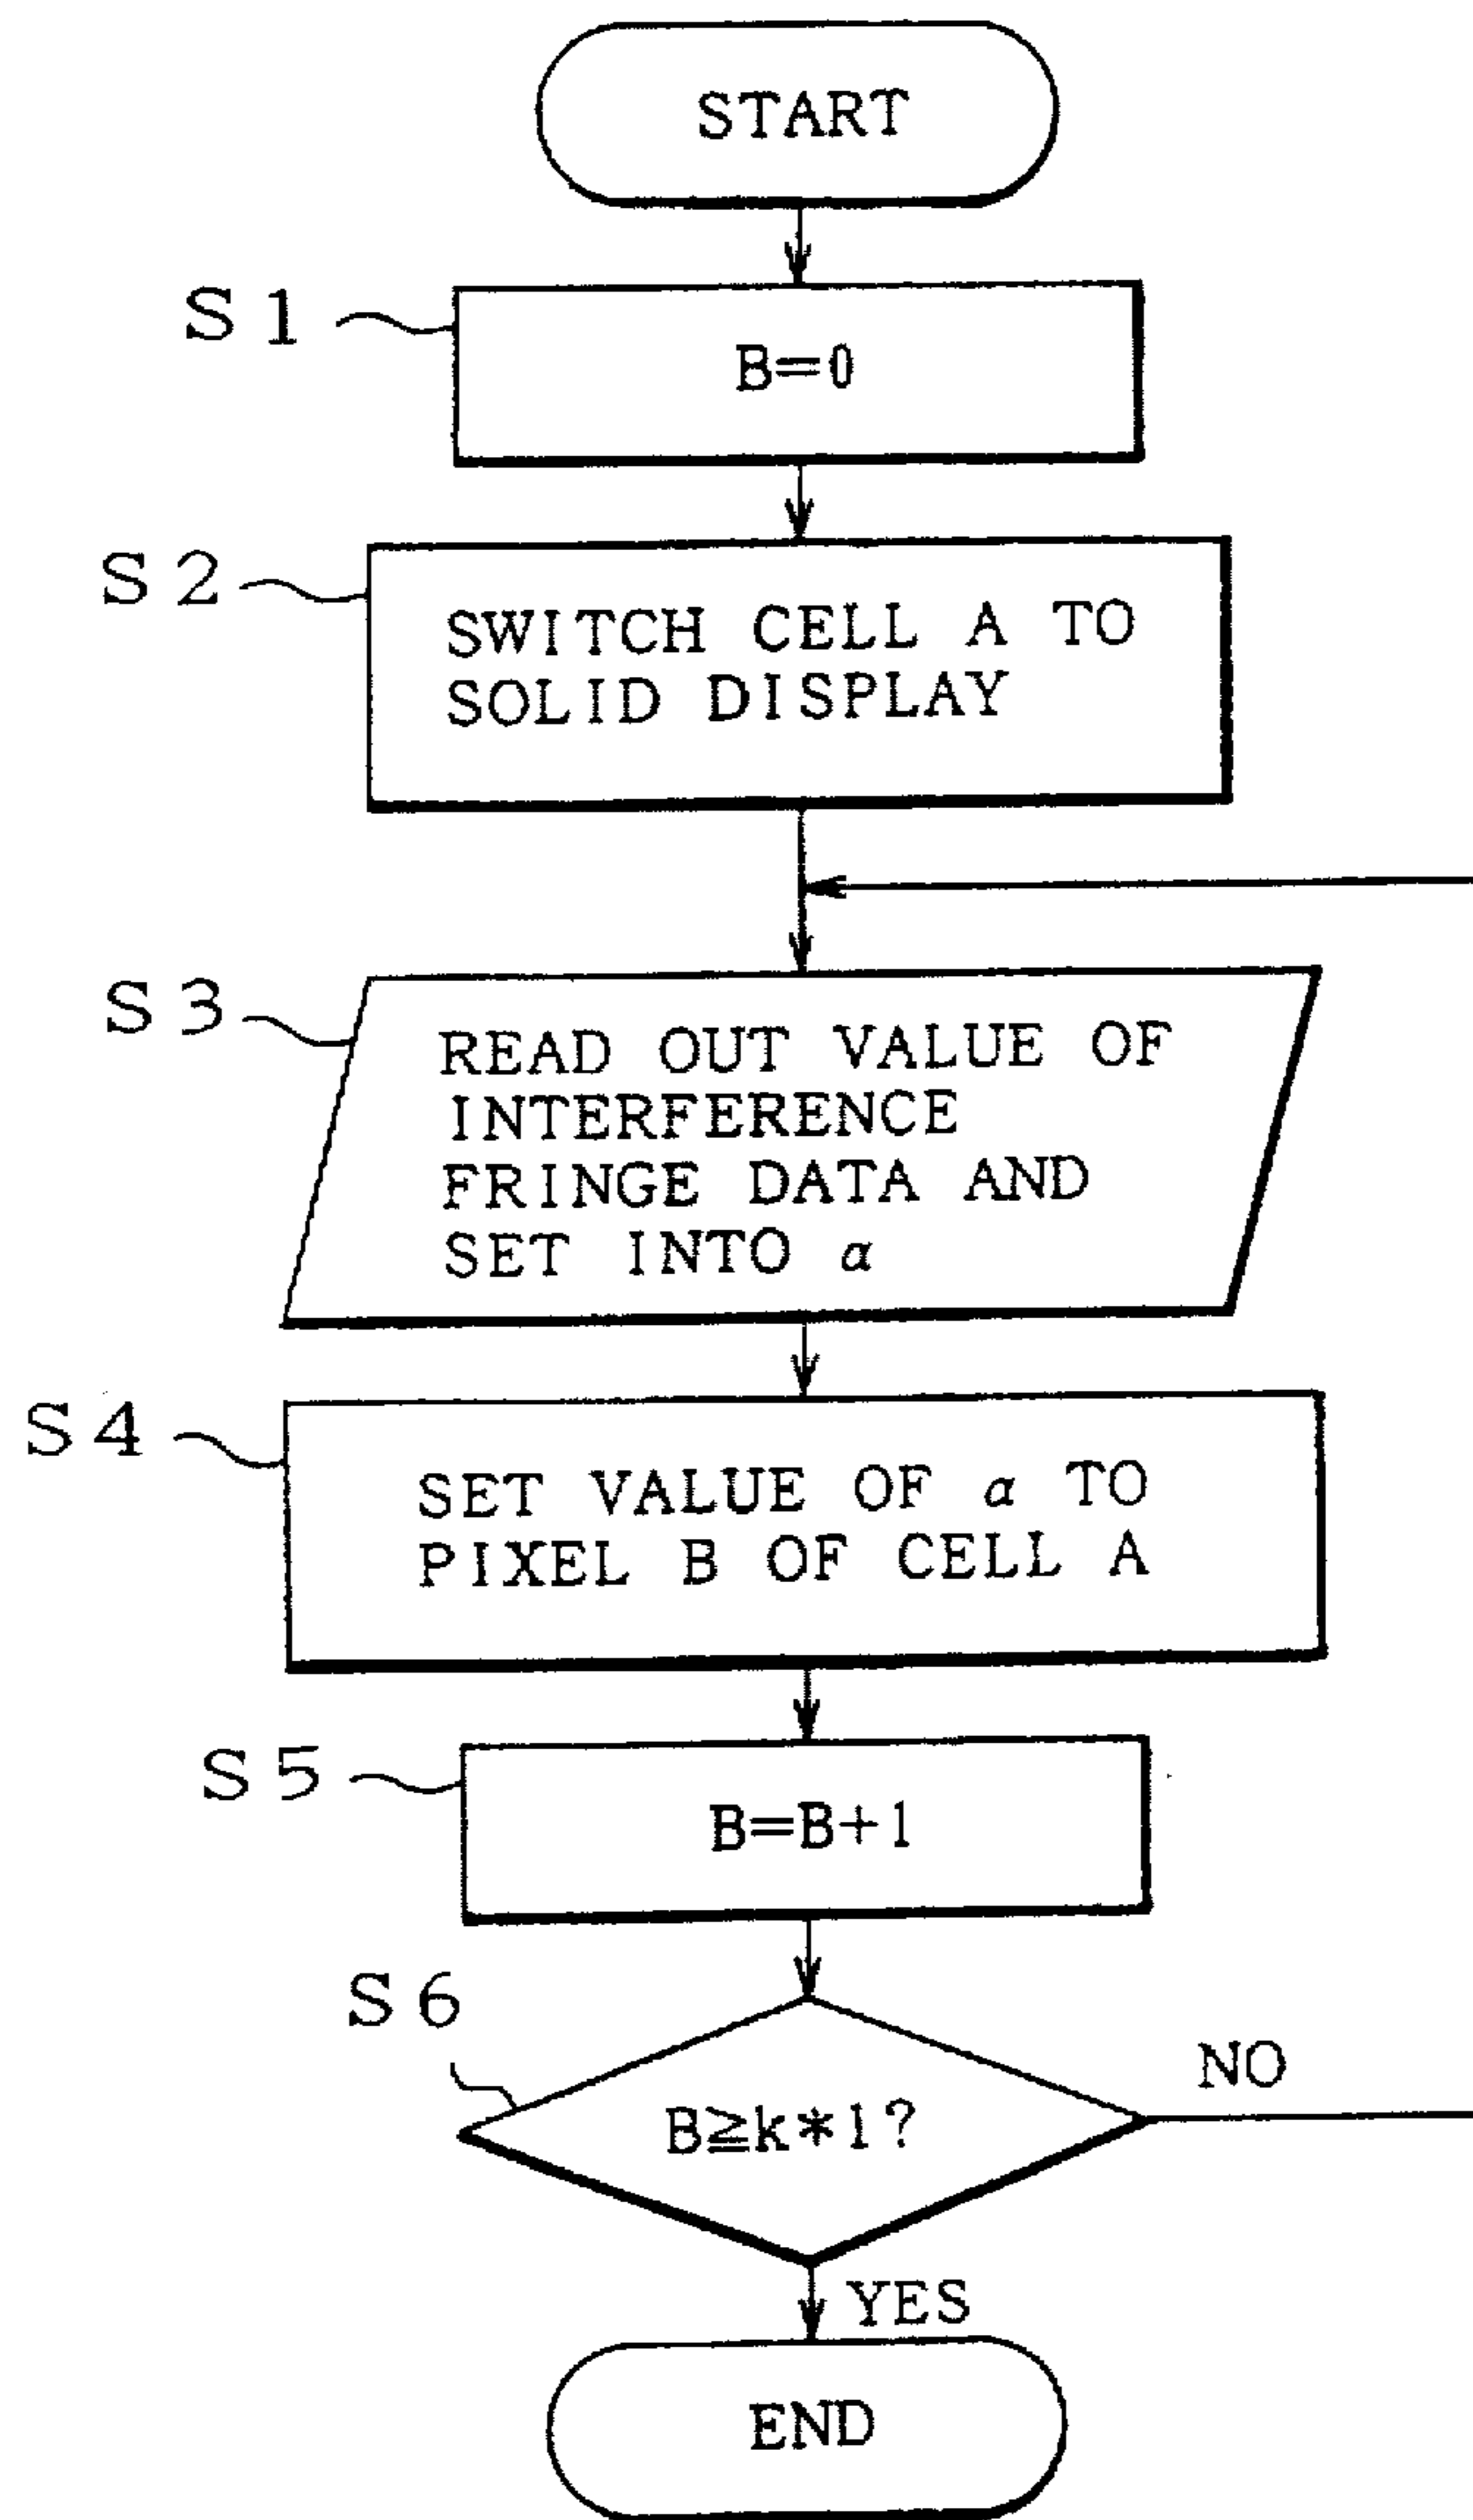 START
S1
B=0
S2
SWITCH CELL A TO
SOLID DISPLAY
S3
READ OUT VALUE OF
INTERFERENCE
FRINGE DATA AND
SET INTO α
S4
SET VALUE OF α TO
PIXEL B OF CELL A
S5
B=B+1
S6
NO
B≧k*l?
YES
END